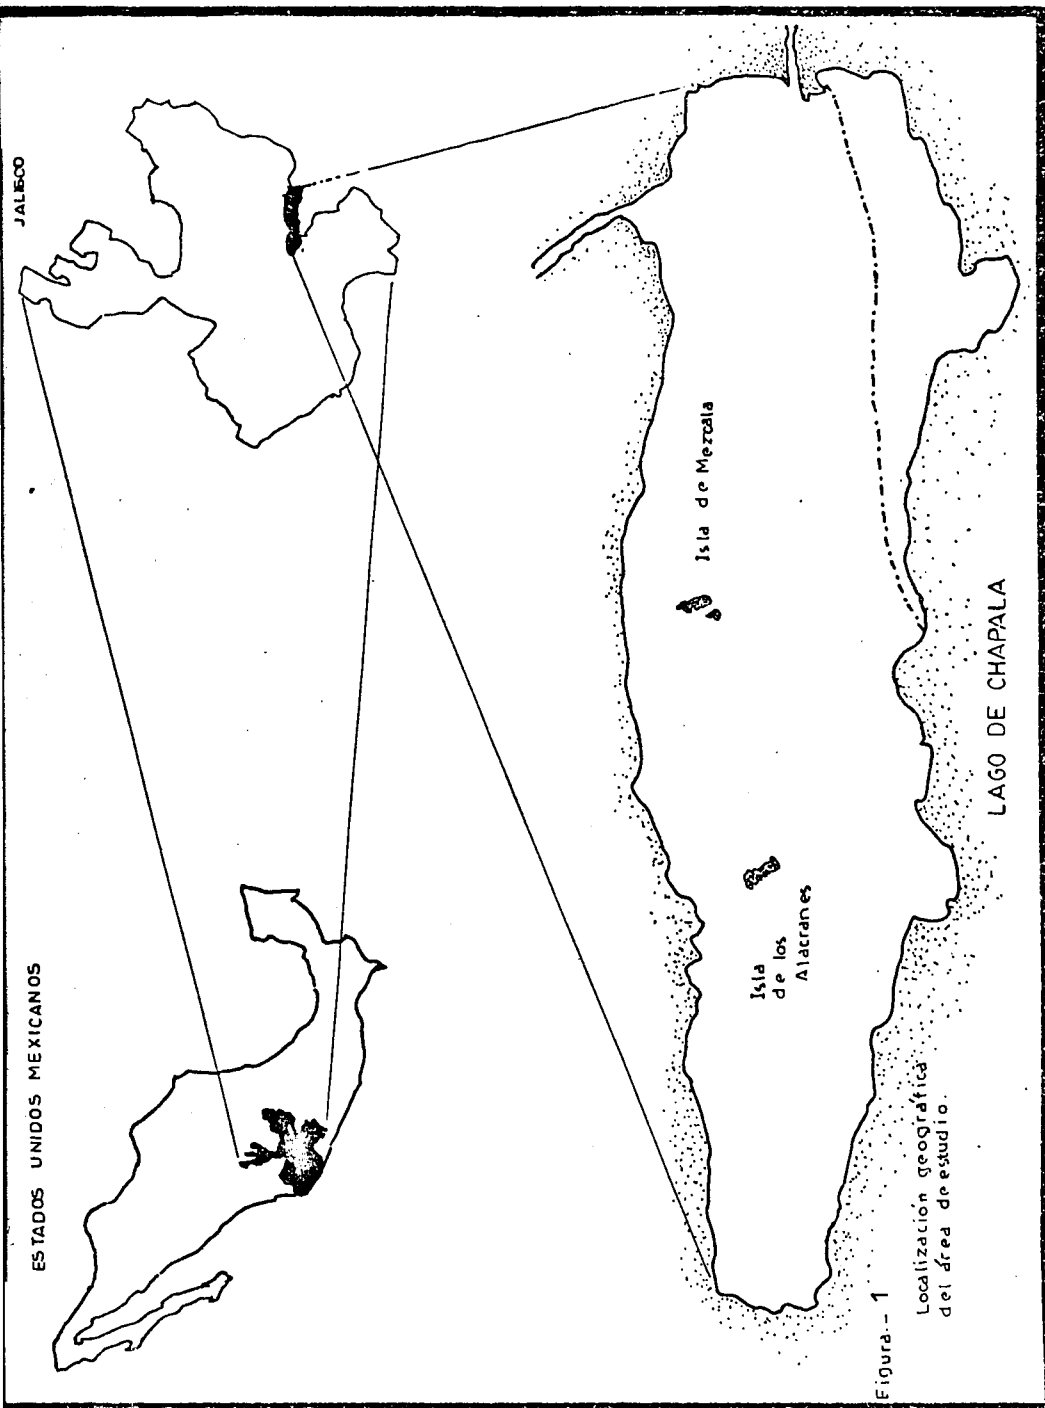 ESTADOS UNIDOS MEXICANOS
JALISCO
Isla de Mezcala
Isla
de los
Alacranes
LAGO DE CHAPALA
Figura.- 1
Localización geográfica
del área de estudio.